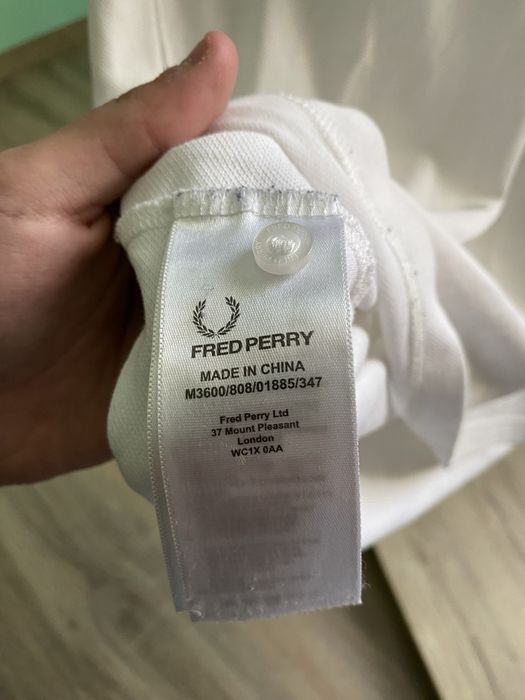 FRED PERRY
MADE IN CHINA
M3600/808/01885/347
Fred Perry Ltd
37 Mount Pleasant
London
WC1X 0AA